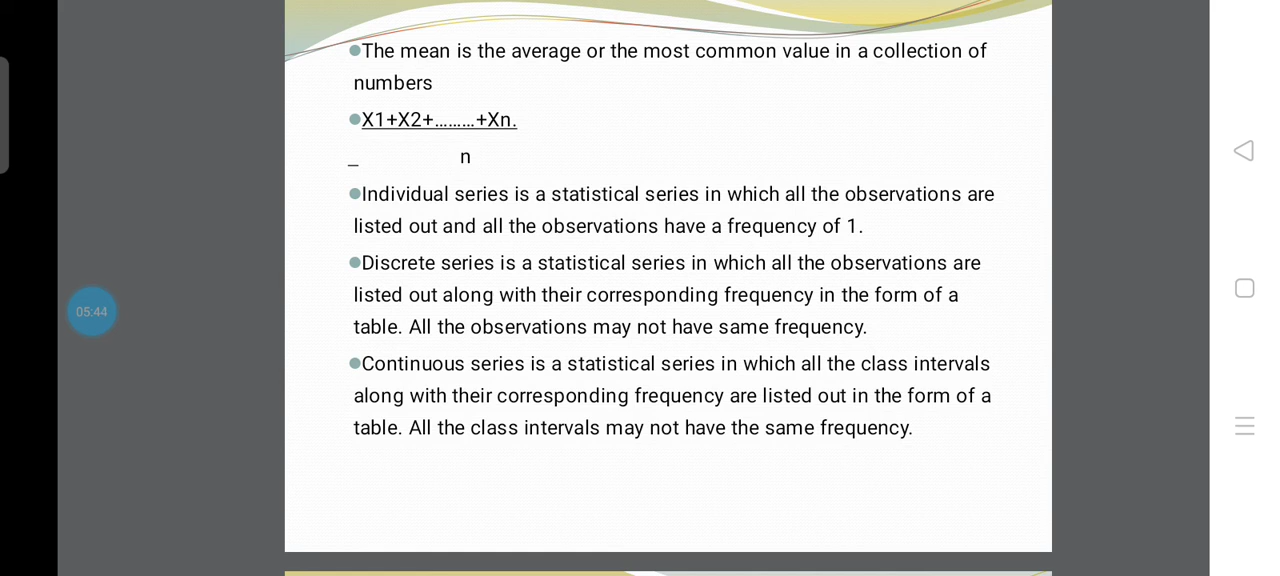 ●The mean is the average or the most common value in a collection of
numbers
●X1+X2+………+Xn.
_ n
●Individual series is a statistical series in which all the observations are
listed out and all the observations have a frequency of 1.
●Discrete series is a statistical series in which all the observations are
listed out along with their corresponding frequency in the form of a
table. All the observations may not have same frequency.
●Continuous series is a statistical series in which all the class intervals
along with their corresponding frequency are listed out in the form of a
table. All the class intervals may not have the same frequency.
05:44